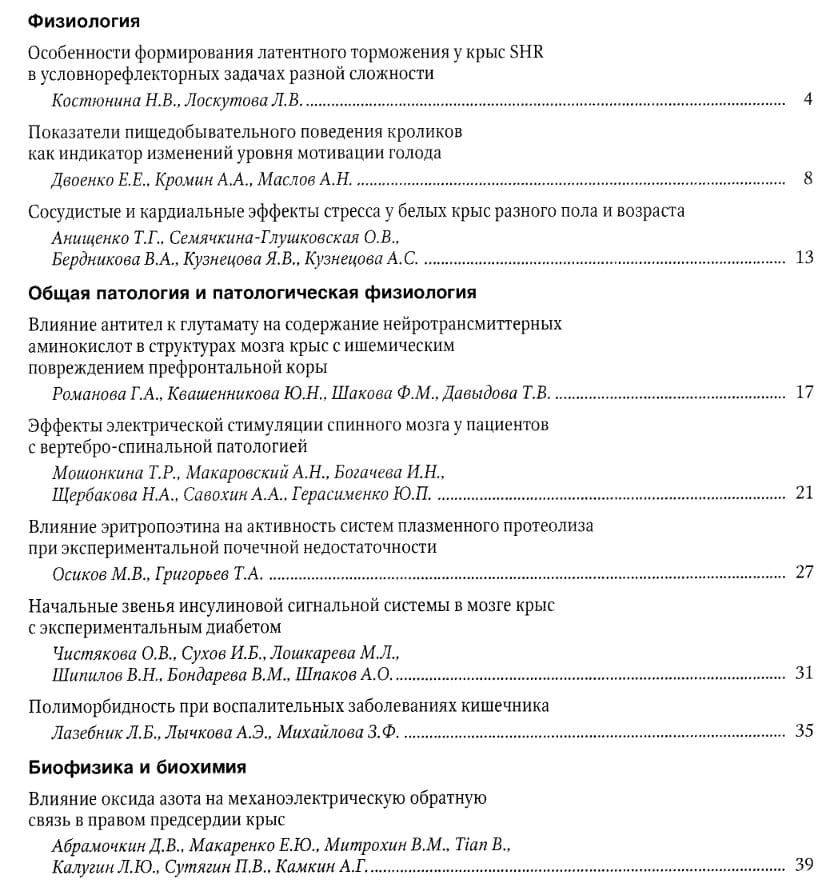 Физиология
Особенности формирования латентного торможения у крыс SHR
в условнорефлекторных задачах разной сложности
Костюнина Н.В., Лоскутова Л.В. 4
Показатели пищедобывательного поведения кроликов
как индикатор изменений уровня мотивации голода
Двоенко Е.Е., Кромин А.А., Маслов А.Н. 8
Сосудистые и кардиальные эффекты стресса у белых крыс разного пола и возраста
Анищенко Т.Г., Семячкина-Глушковская О.В.,
Бердникова В.А., Кузнецова Я.В., Кузнецова А.С. 13
Общая патология и патологическая физиология
Влияние антител к глутамату на содержание нейротрансмиттерных
аминокислот в структурах мозга крыс с ишемическим
повреждением префронтальной коры
Романова Г.А., Квашенникова Ю.Н., Шакова Ф.М., Давыдова Т.В. 17
Эффекты электрической стимуляции спинного мозга у пациентов
с вертебро-спинальной патологией
Мошонкина Т.Р., Макаровский А.Н., Богачева И.Н.,
Щербакова Н.А., Савохин А.А., Герасименко Ю.П. 21
Влияние эритропоэтина на активность систем плазменного протеолиза
при экспериментальной почечной недостаточности
Осиков М.В., Григорьев Т.А. 27
Начальные звенья инсулиновой сигнальной системы в мозге крыс
с экспериментальным диабетом
Чистякова О.В., Сухов И.Б., Лошкарева М.Л.,
Шипилов В.Н., Бондарева В.М., Шпаков А.О. 31
Полиморбидность при воспалительных заболеваниях кишечника
Лазебник Л.Б., Лычкова А.Э., Михайлова З.Ф. 35
Биофизика и биохимия
Влияние оксида азота на механоэлектрическую обратную
связь в правом предсердии крыс
Абрамочкин Д.В., Макаренко Е.Ю., Митрохин В.М., Tian B.,
Калугин Л.Ю., Сутягин П.В., Камкин А.Г. 39